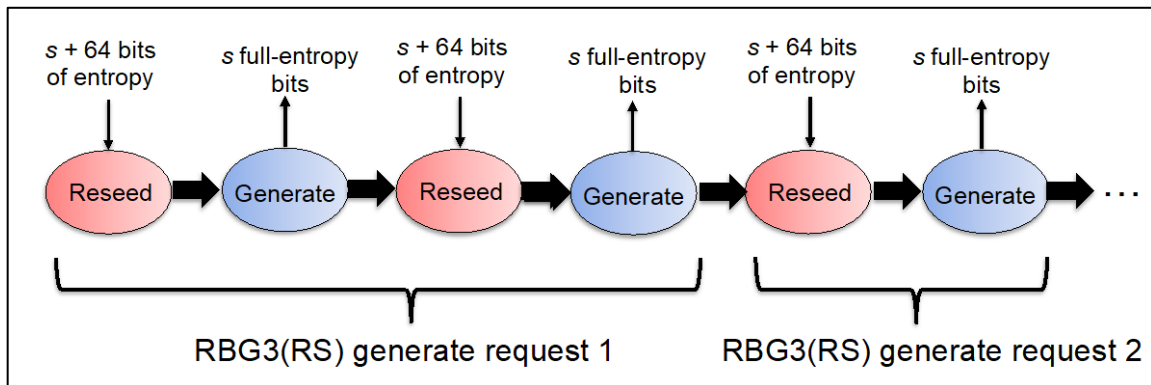 s + 64 bits
of entropy
s full-entropy
bits
s + 64 bits
of entropy
s full-entropy
bits
s + 64 bits
of entropy
s full-entropy
bits
Reseed
Generate
Reseed
Generate
Reseed
Generate
...
RBG3(RS) generate request 1
RBG3(RS) generate request 2